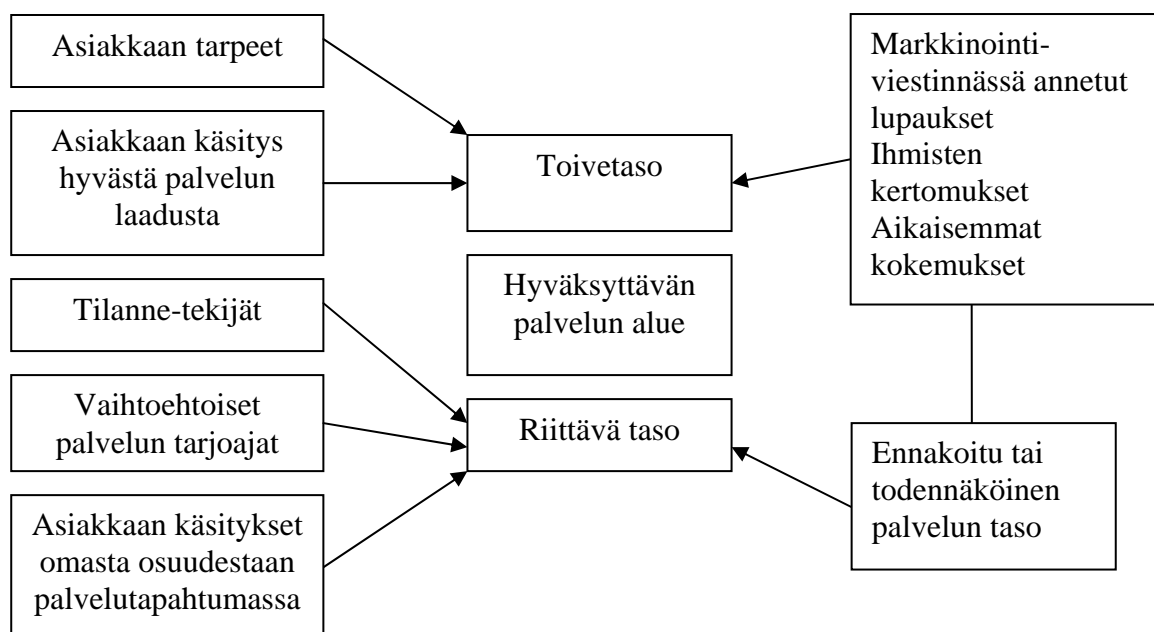 Asiakkaan tarpeet
Asiakkaan käsitys
hyvästä palvelun
laadusta
Tilanne-tekijät
Vaihtoehtoiset
palvelun tarjoajat
Asiakkaan käsitykset
omasta osuudestaan
palvelutapahtumassa
Toivetaso
Hyväksyttävän
palvelun alue
Riittävä taso
Markkinointi-
viestinnässä annetut
lupaukset
Ihmisten
kertomukset
Aikaisemmat
kokemukset
Ennakoitu tai
todennäköinen
palvelun taso